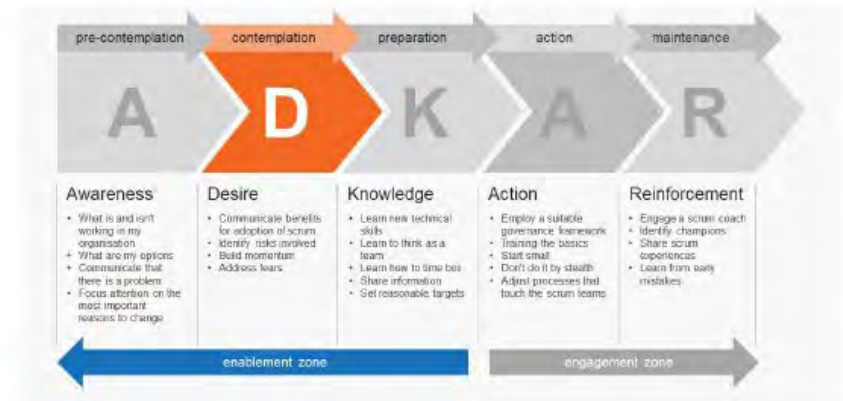 pre-contemplation
contemplation
preparation
action
maintenance
A
D
K
A
R
Awareness
• What is and isn't
working in my
organisation
• What are my options
• Communicate that
there is a problem
• Focus attention on the
most important
reasons to change
Desire
• Communicate benefits
for adoption of scrum
• Identify risks involved
• Build momentum
• Address fears
Knowledge
• Learn new technical
skills
• Learn to think as a
team
• Learn how to time box
• Share information
• Set reasonable targets
Action
• Employ a suitable
governance framework
• Training the basics
• Start small
• Don't do it by stealth
• Adjust processes that
touch the scrum teams
Reinforcement
• Engage a scrum coach
• Identify champions
• Share scrum
experiences
• Learn from early
mistakes
enablement zone
engagement zone